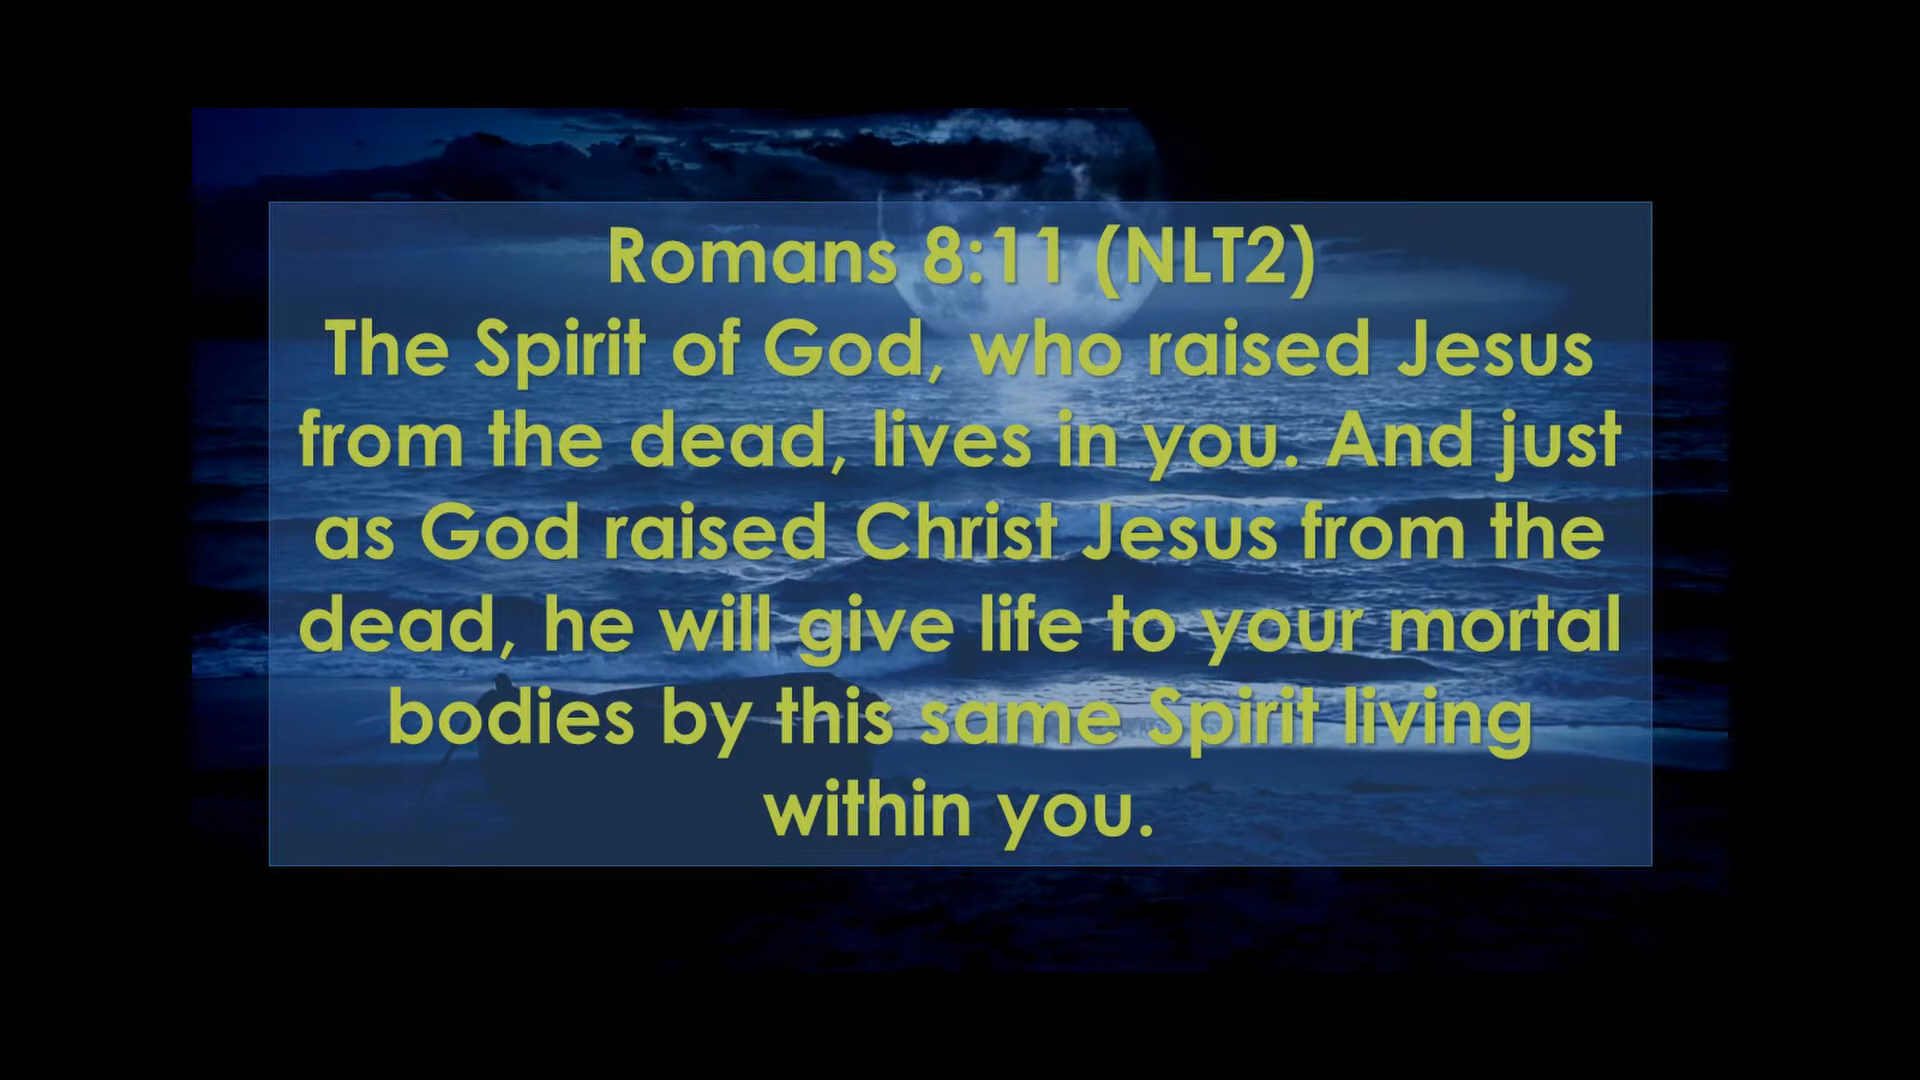 Romans 8:11 (NLT2)
The Spirit of God, who raised Jesus
from the dead, lives in you. And just
as God raised Christ Jesus from the
dead, he will give life to your mortal
bodies by this same Spirit living
within you.